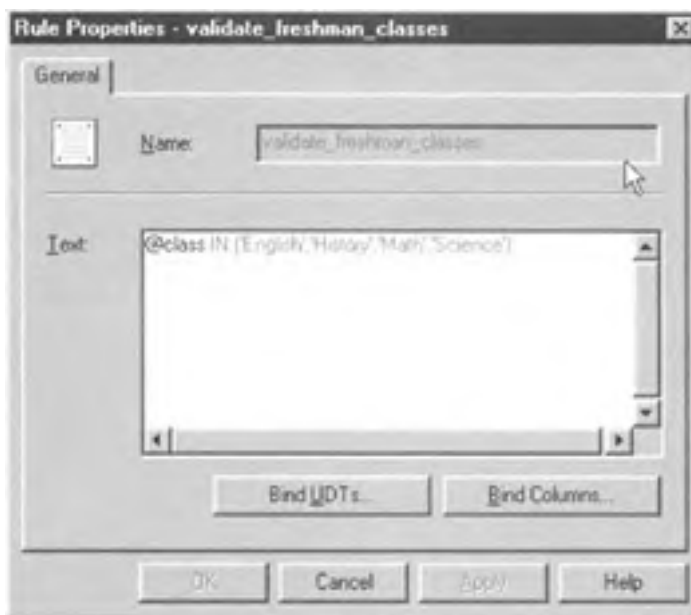 Rule Properties - validate_freshman_classes
General
Name: validate_freshman_classes
Text: @class IN ('English','History','Math','Science')
Bind UDTs... Bind Columns...
OK Cancel Apply Help